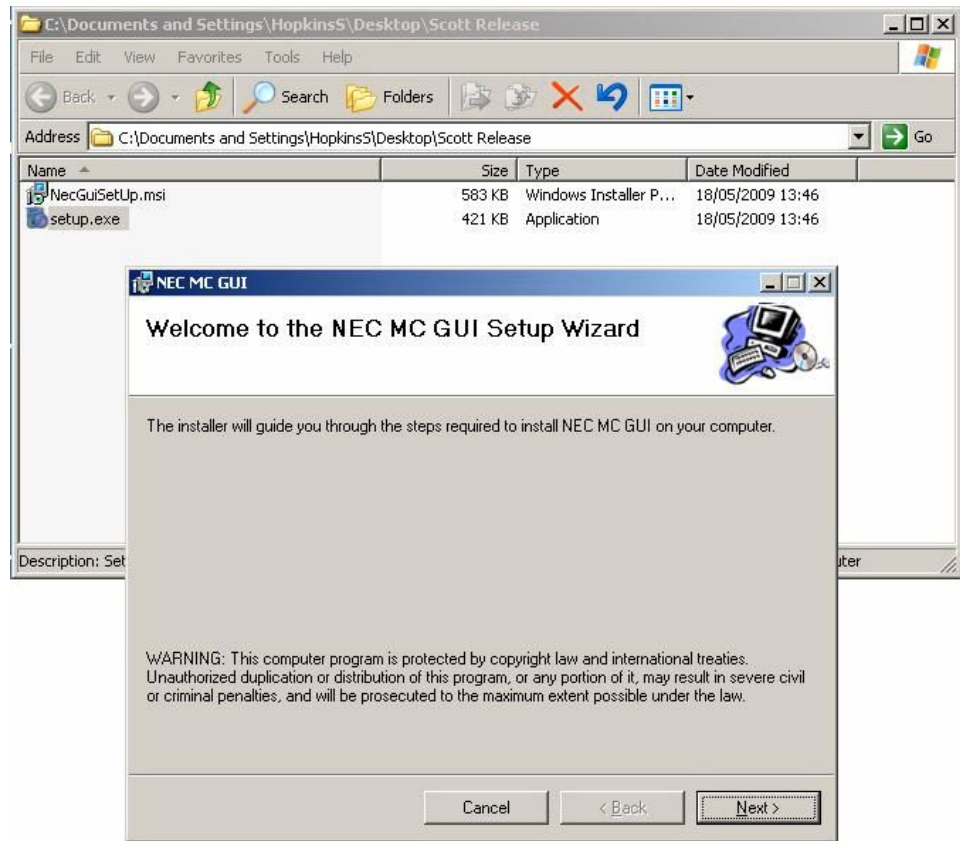 C:\Documents and Settings\HopkinsS\Desktop\Scott Release
File Edit View Favorites Tools Help
Back Search Folders
Address C:\Documents and Settings\HopkinsS\Desktop\Scott Release Go
Name Size Type Date Modified
NecGuiSetUp.msi 583 KB Windows Installer P... 18/05/2009 13:46
setup.exe 421 KB Application 18/05/2009 13:46
NEC MC GUI
Welcome to the NEC MC GUI Setup Wizard
The installer will guide you through the steps required to install NEC MC GUI on your computer.
Description: Set
WARNING: This computer program is protected by copyright law and international treaties.
Unauthorized duplication or distribution of this program, or any portion of it, may result in severe civil
or criminal penalties, and will be prosecuted to the maximum extent possible under the law.
Cancel < Back Next >